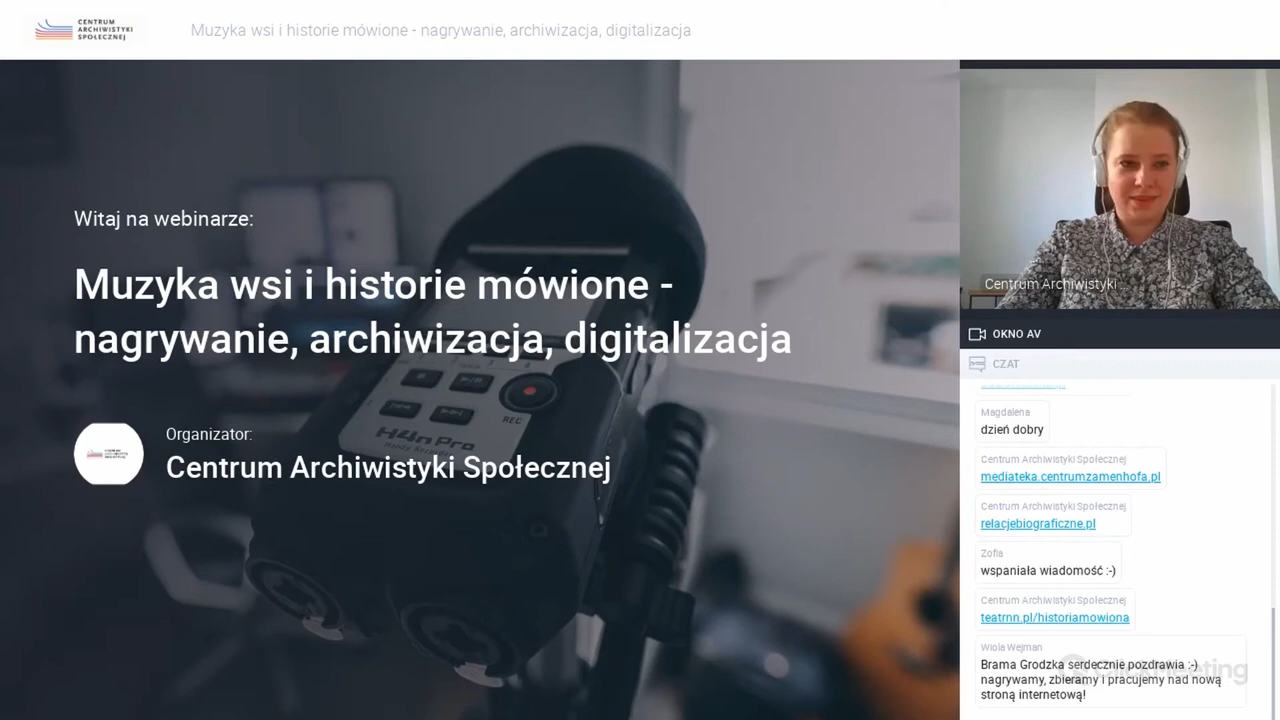 CENTRUM
ARCHIWISTYKI
SPOŁECZNEJ
Muzyka wsi i historie mówione - nagrywanie, archiwizacja, digitalizacja
Witaj na webinarze:
Muzyka wsi i historie mówione -
nagrywanie, archiwizacja, digitalizacja
REC
H4n Pro
Handy Recorder
Organizator:
Centrum Archiwistyki Społecznej
Centrum Archiwistyki ...
OKNO AV
CZAT
Magdalena
dzień dobry
Centrum Archiwistyki Społecznej
mediateka.centrumzamenhofa.pl
Centrum Archiwistyki Społecznej
relacjebiograficzne.pl
Zofia
wspaniała wiadomość :-)
Centrum Archiwistyki Społecznej
teatrnn.pl/historiamowiona
Wiola Wejman
Brama Grodzka serdecznie pozdrawia :-)
nagrywamy, zbieramy i pracujemy nad nową
stroną internetową!
ClickMeeting